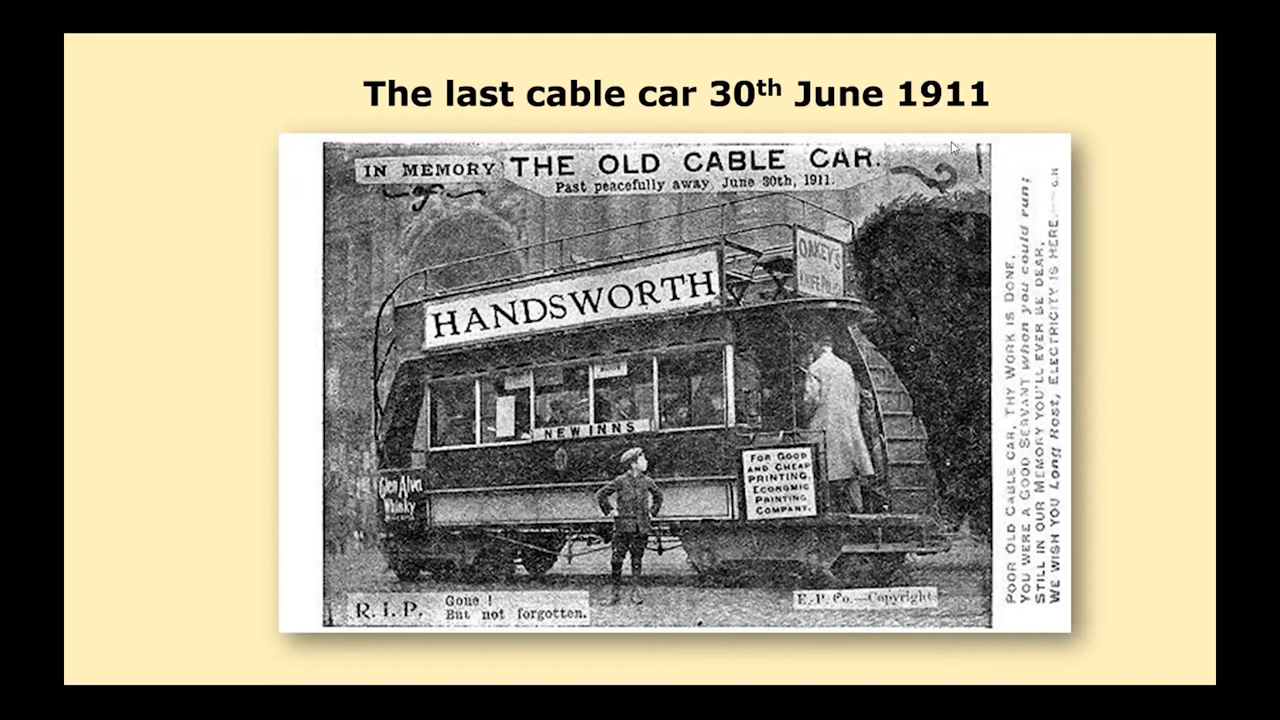 The last cable car 30th June 1911
IN MEMORY THE OLD CABLE CAR.
Past peacefully away June 30th, 1911.
OAKEY'S
KNIFE
HANDSWORTH
NEW INNS
FOR GOOD
AND CHEAP
PRINTING.
ECONOMIC
PRINTING
COMPANY.
Glen Alva
Whisky
R. I. P.
Gone !
But not forgotten.
E. P. Co.—Copyright
POOR OLD CABLE CAR, THY WORK IS DONE,
YOU WERE A GOOD SERVANT when you could run;
STILL IN OUR MEMORY YOU'LL EVER BE DEAR,
WE WISH YOU Long Rest, ELECTRICITY IS HERE.— G.H